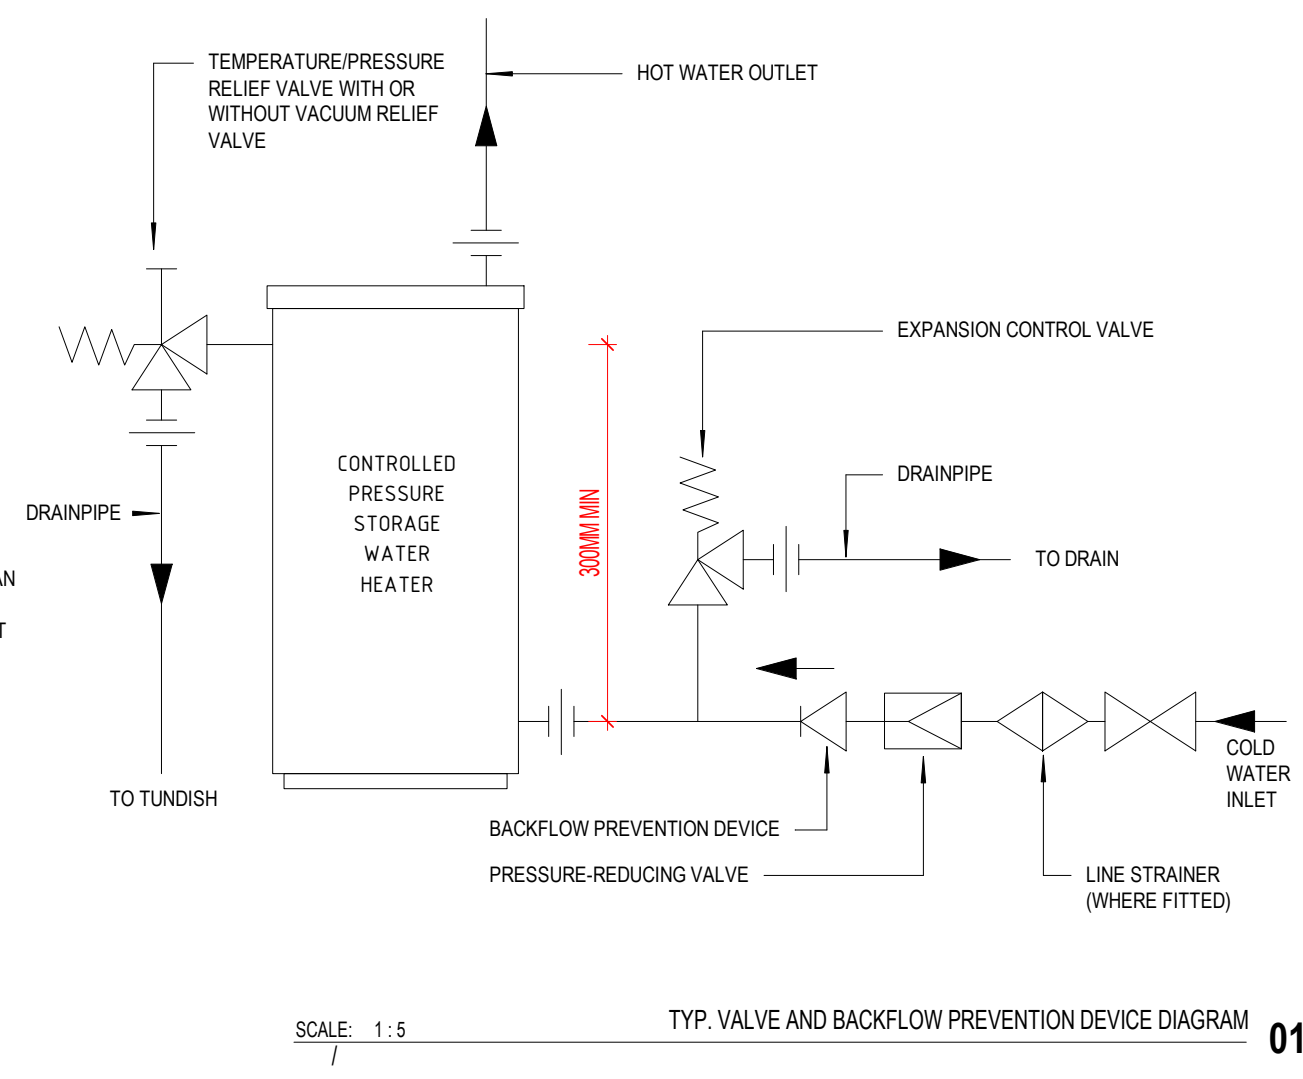 TEMPERATURE/PRESSURE
RELIEF VALVE WITH OR
WITHOUT VACUUM RELIEF
VALVE
HOT WATER OUTLET
EXPANSION CONTROL VALVE
CONTROLLED
PRESSURE
STORAGE
WATER
HEATER
300MM MIN
DRAINPIPE
DRAINPIPE
TO DRAIN
AN
T
TO TUNDISH
COLD
WATER
INLET
BACKFLOW PREVENTION DEVICE
PRESSURE-REDUCING VALVE
LINE STRAINER
(WHERE FITTED)
SCALE: 1 : 5
/
TYP. VALVE AND BACKFLOW PREVENTION DEVICE DIAGRAM
01